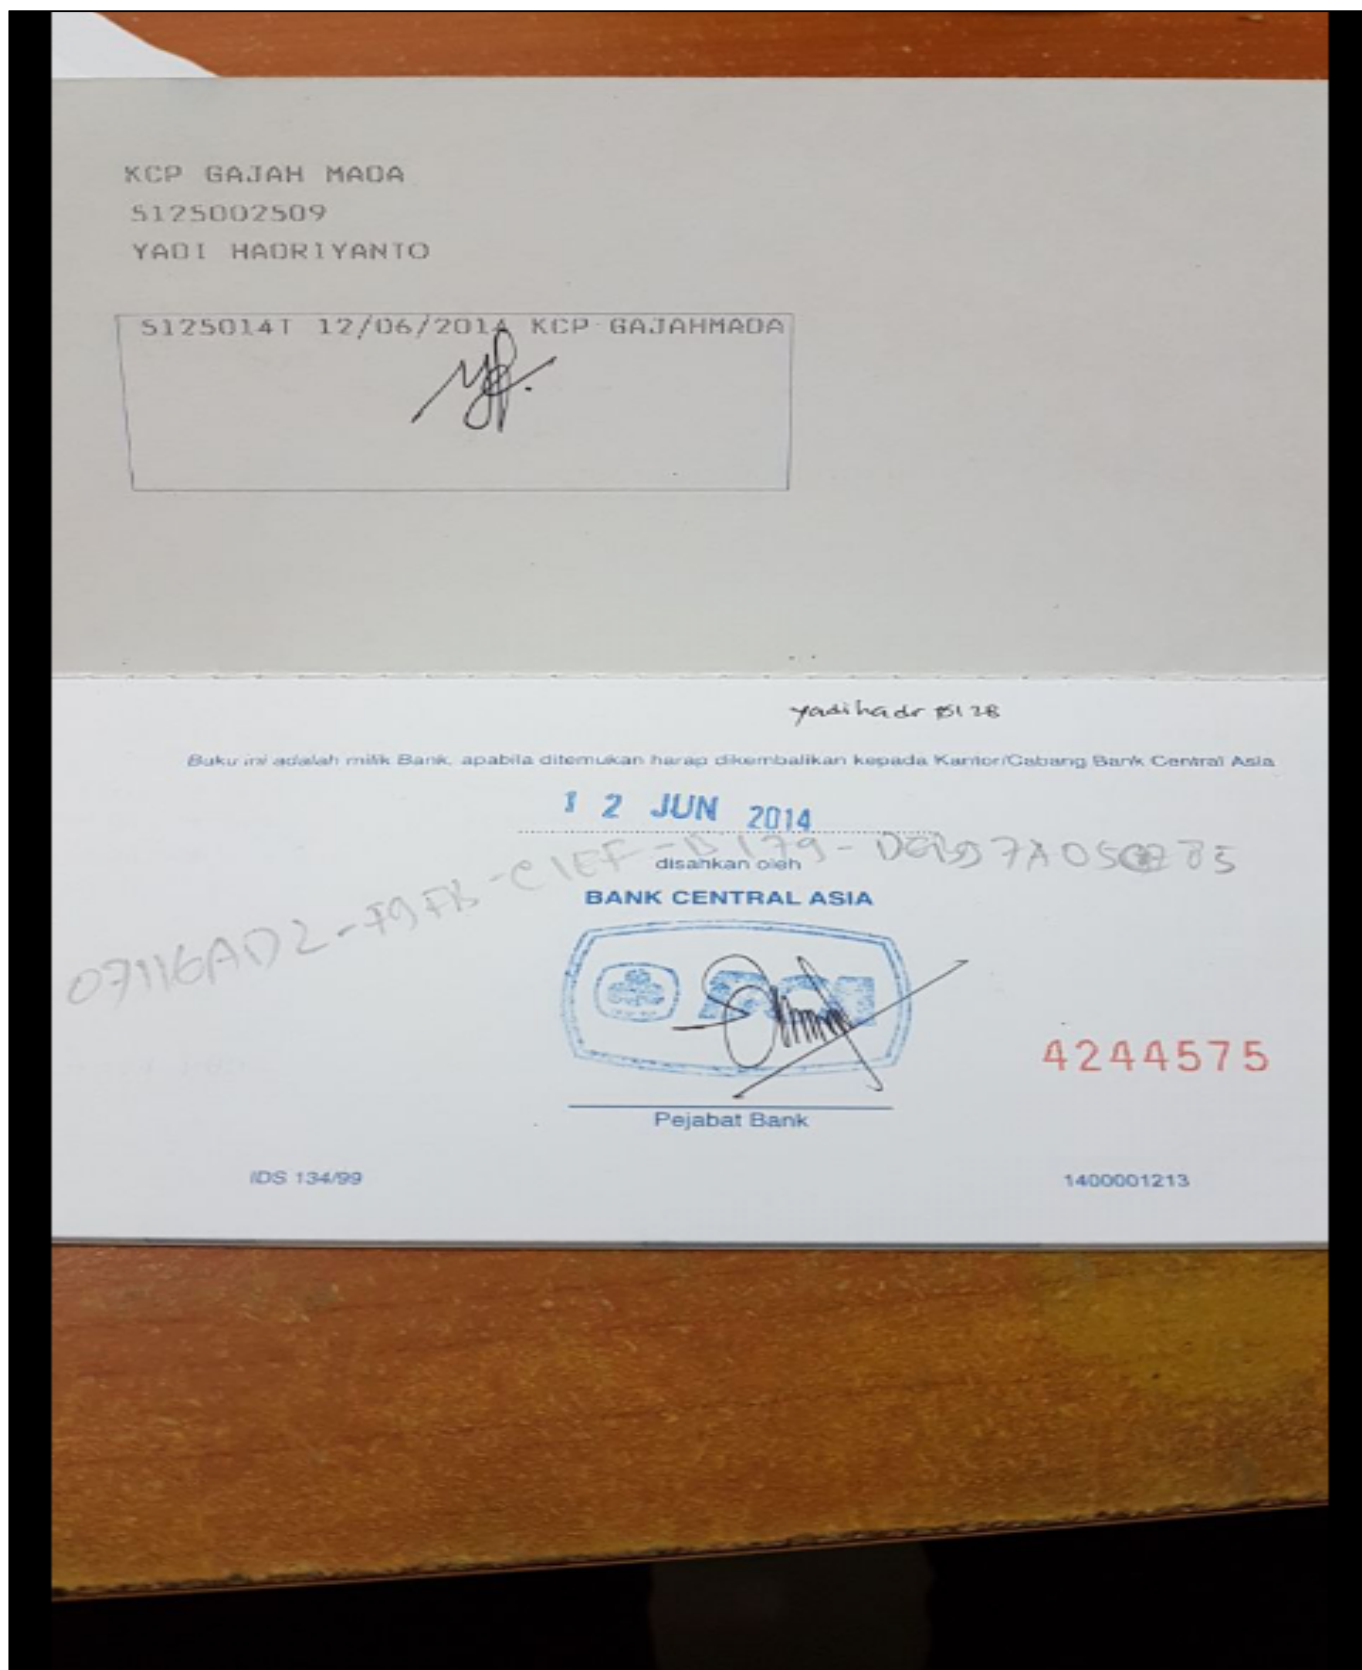 KCP GAJAH MADA
5125002509
YADI HADRIYANTO
5125014T 12/06/2014 KCP GAJAHMADA
yadihadr
Buku ini adalah milik Bank, apabila ditemukan harap dikembalikan kepada Kantor/Cabang Bank Central Asia
12 JUN 2014
disahkan oleh
BANK CENTRAL ASIA
BCA
4244575
Pejabat Bank
IDS 134/99
1400001213